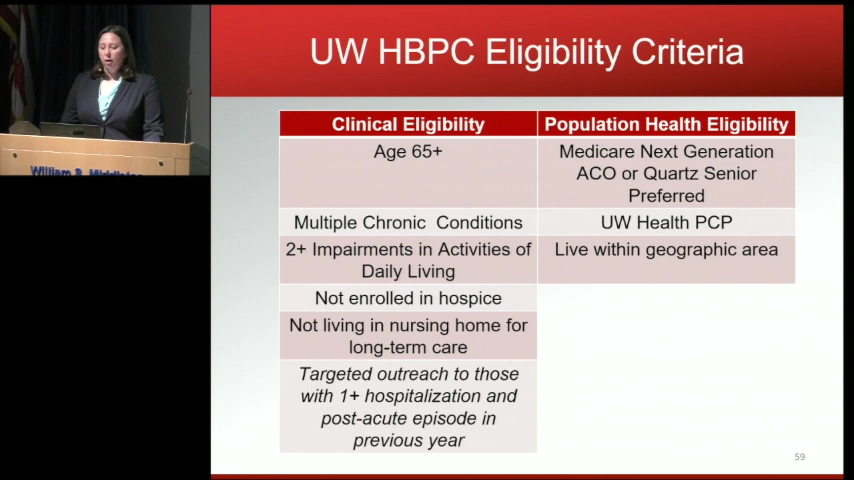 UW HBPC Eligibility Criteria
Clinical Eligibility
Population Health Eligibility
Age 65+
Medicare Next Generation
ACO or Quartz Senior
Preferred
Multiple Chronic Conditions
UW Health PCP
2+ Impairments in Activities of
Daily Living
Live within geographic area
Not enrolled in hospice
Not living in nursing home for
long-term care
Targeted outreach to those
with 1+ hospitalization and
post-acute episode in
previous year
59
William S. Middleton